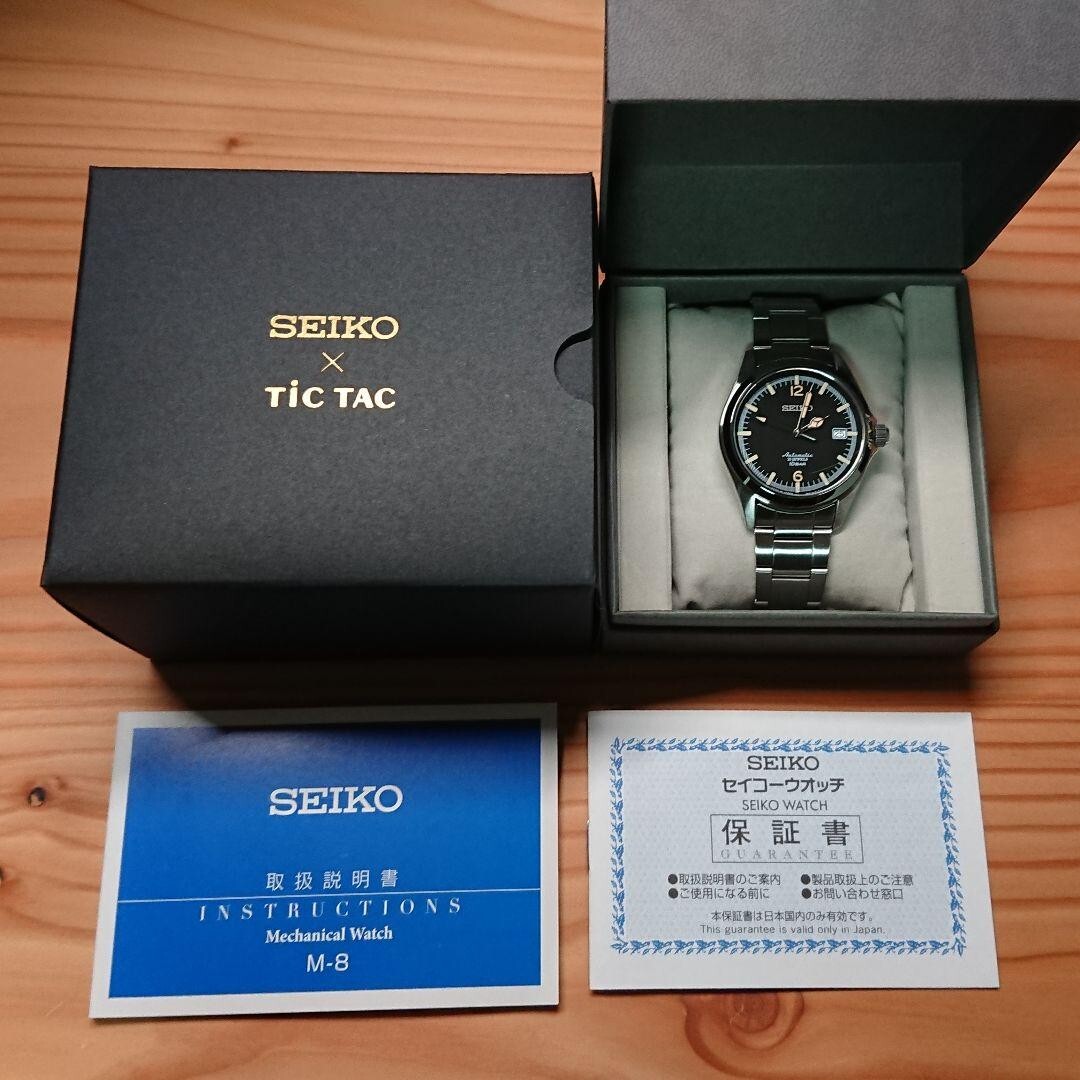 SEIKO
×
TiC TAC
12
SEIKO
25
Automatic
10BAR
6
SEIKO
取扱説明書
INSTRUCTIONS
Mechanical Watch
M-8
SEIKO
セイコーウオッチ
SEIKO WATCH
保証書
GUARANTEE
●取扱説明書のご案内 ●製品取扱上のご注意
●ご使用になる前に ●お問い合わせ窓口
本保証書は日本国内のみ有効です。
This guarantee is valid only in Japan.